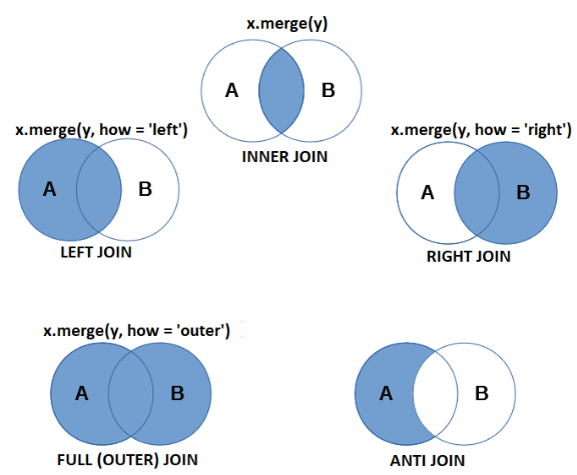 x.merge(y)
A B
INNER JOIN
x.merge(y, how = 'left')
A B
LEFT JOIN
x.merge(y, how = 'right')
A B
RIGHT JOIN
x.merge(y, how = 'outer')
A B
FULL (OUTER) JOIN
A B
ANTI JOIN